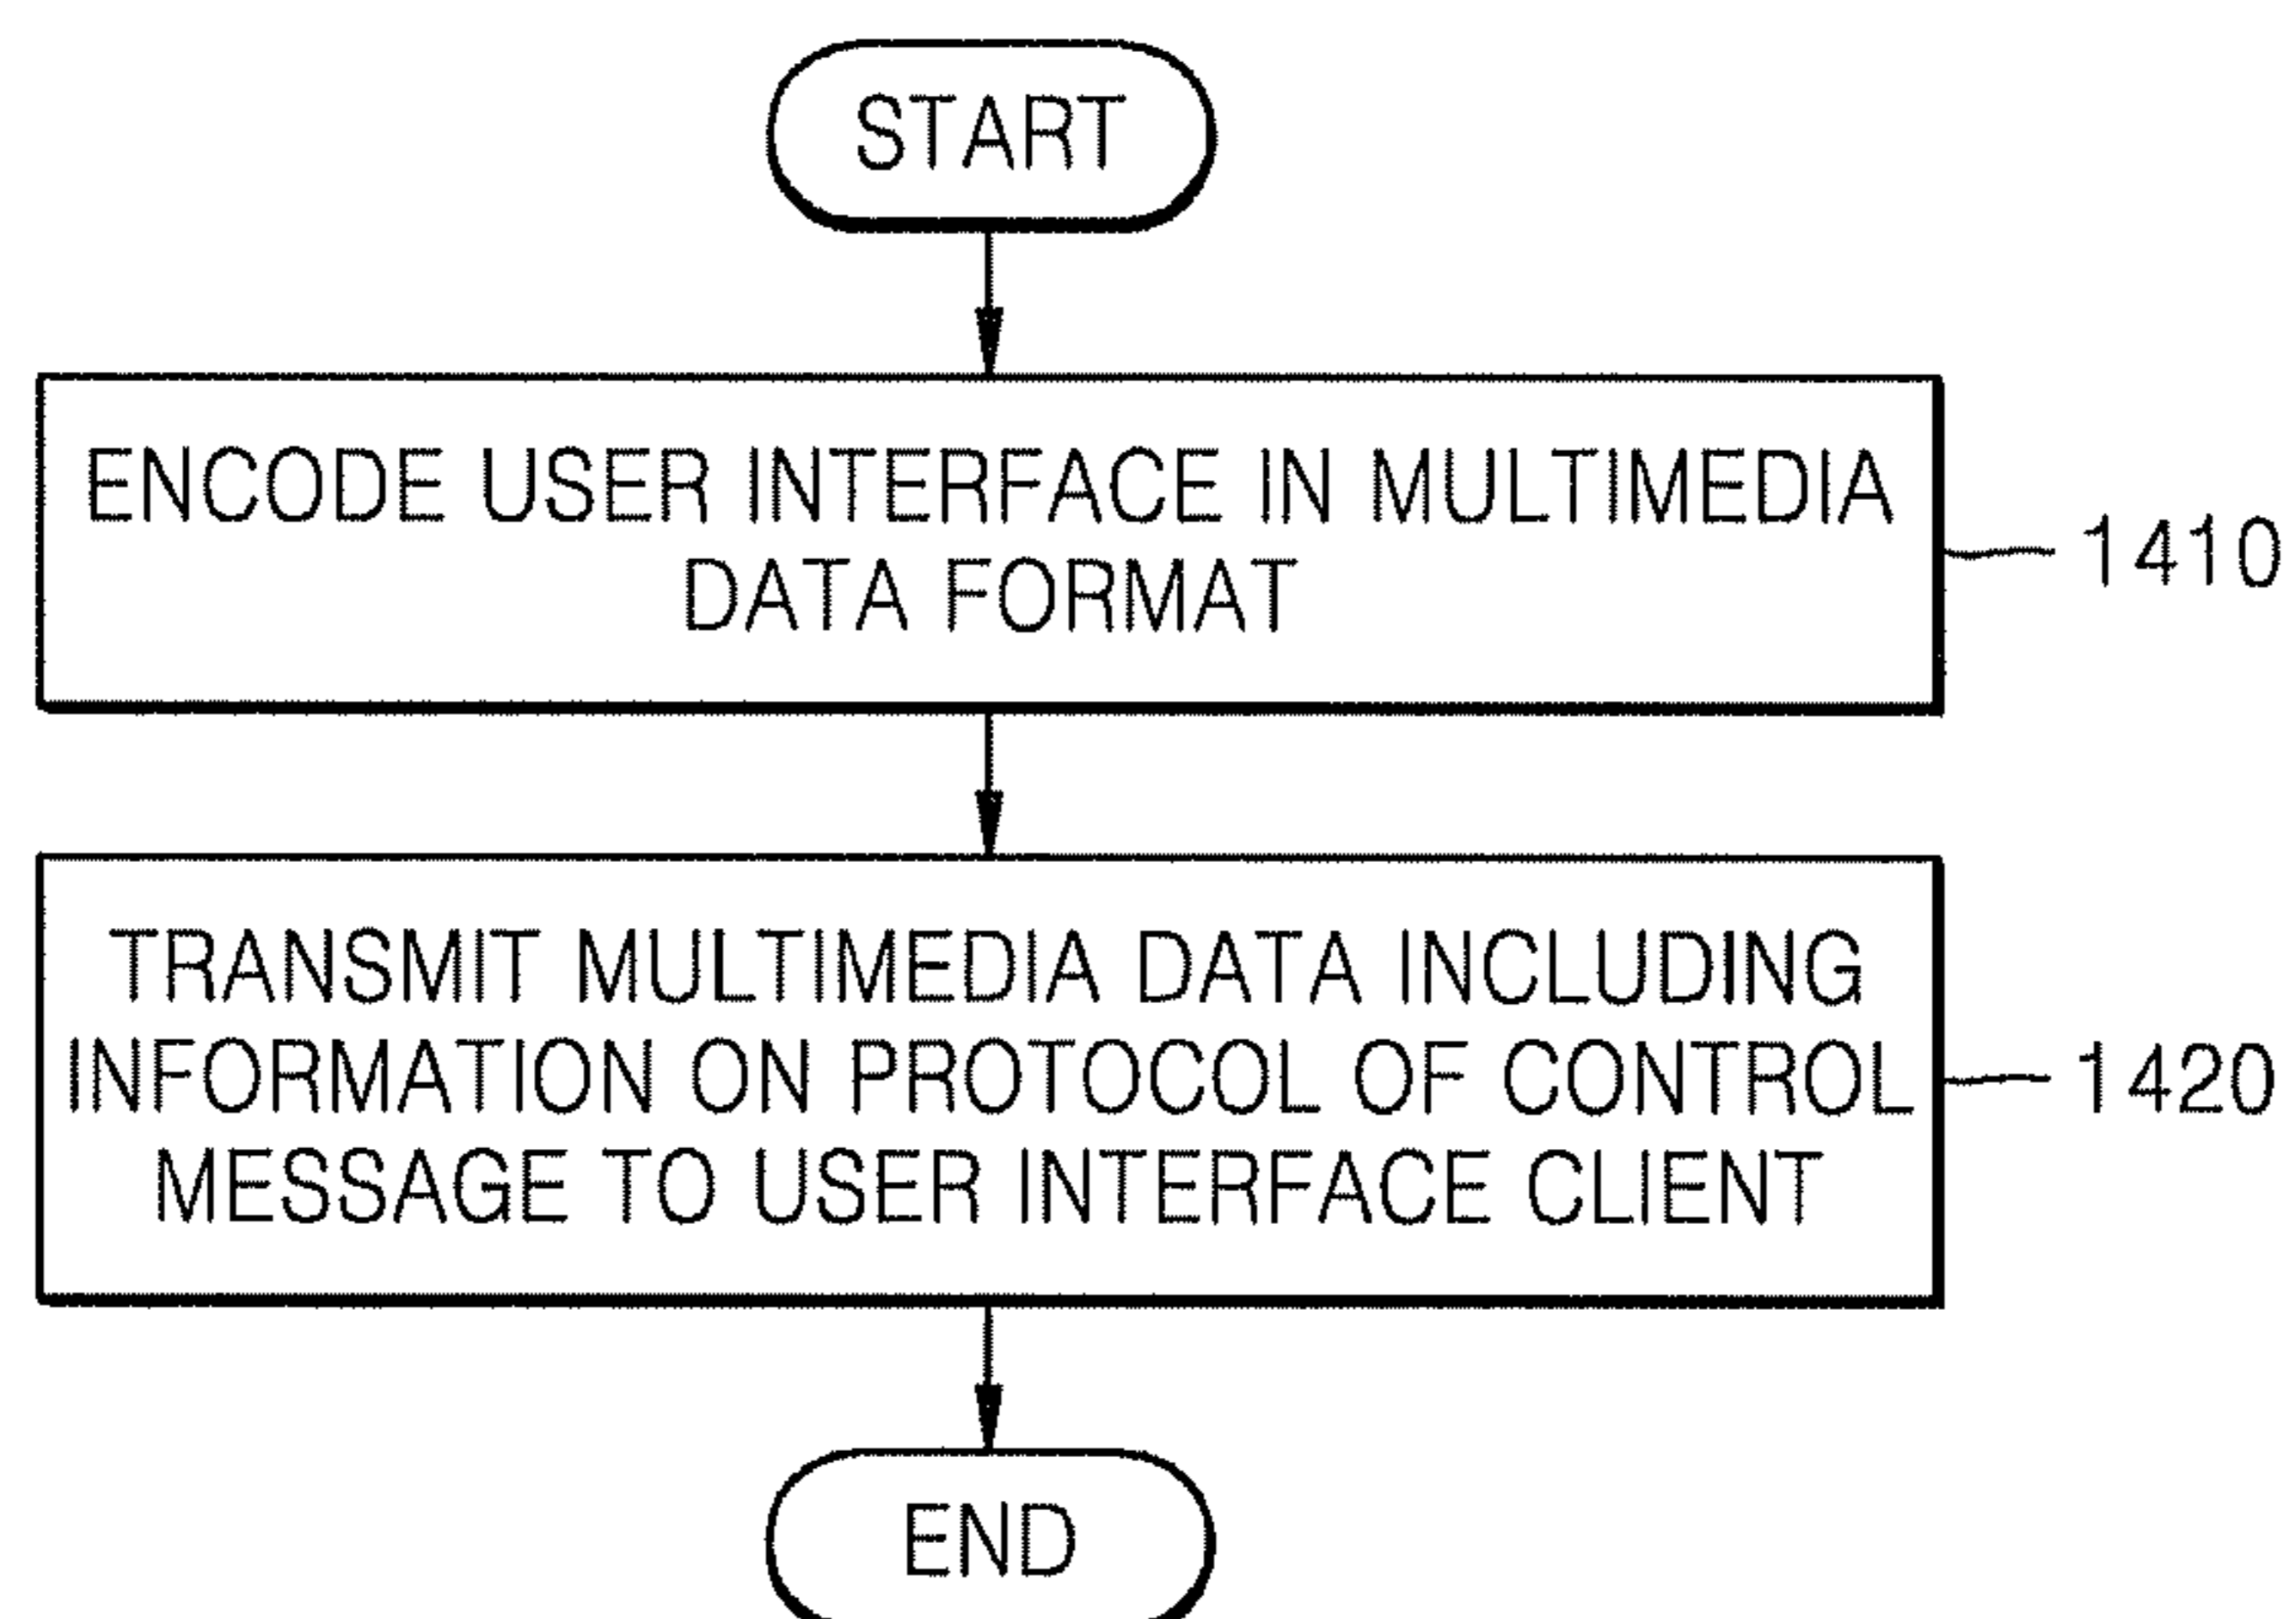 START
ENCODE USER INTERFACE IN MULTIMEDIA
DATA FORMAT
1410
TRANSMIT MULTIMEDIA DATA INCLUDING
INFORMATION ON PROTOCOL OF CONTROL
MESSAGE TO USER INTERFACE CLIENT
1420
END